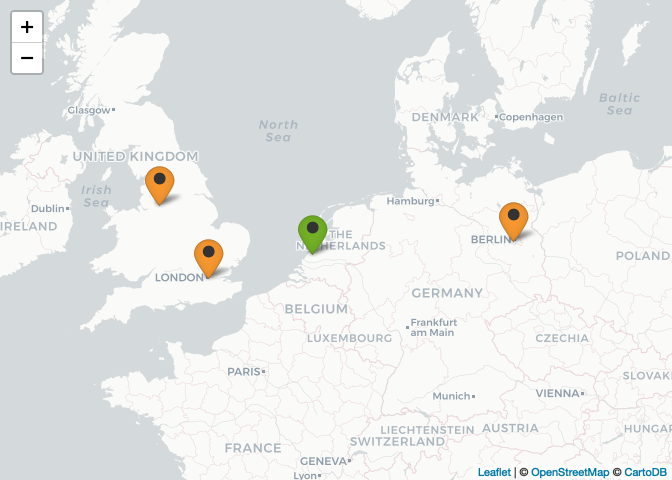 +
−
Glasgow
North
Sea
Baltic
Sea
DENMARK
Copenhagen
UNITED KINGDOM
Irish
Sea
Dublin
IRELAND
Hamburg
THE
NETHERLANDS
BERLIN
POLAND
LONDON
GERMANY
BELGIUM
Frankfurt
am Main
LUXEMBOURG
CZECHIA
PARIS
SLOVAK
Munich
VIENNA
LIECHTENSTEIN
AUSTRIA
HUNGAR
SWITZERLAND
FRANCE
GENEVA
Lyon
Leaflet | © OpenStreetMap © CartoDB